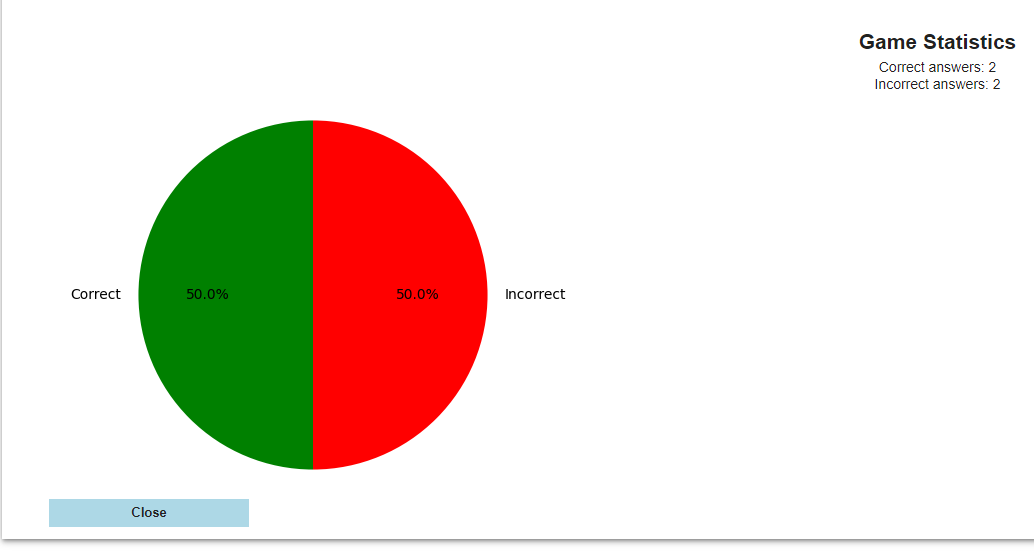 Game Statistics
Correct answers: 2
Incorrect answers: 2
Correct
50.0%
50.0%
Incorrect
Close